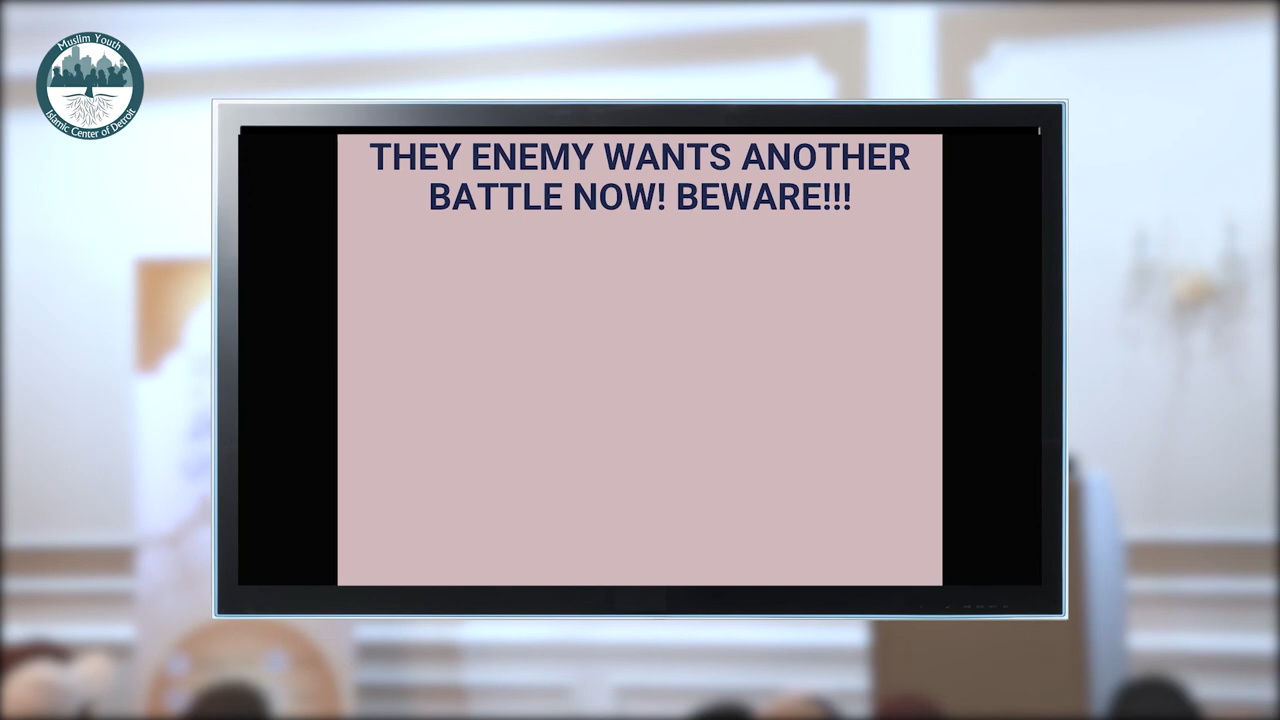 Muslim Youth
Islamic Center of Detroit
THEY ENEMY WANTS ANOTHER
BATTLE NOW! BEWARE!!!